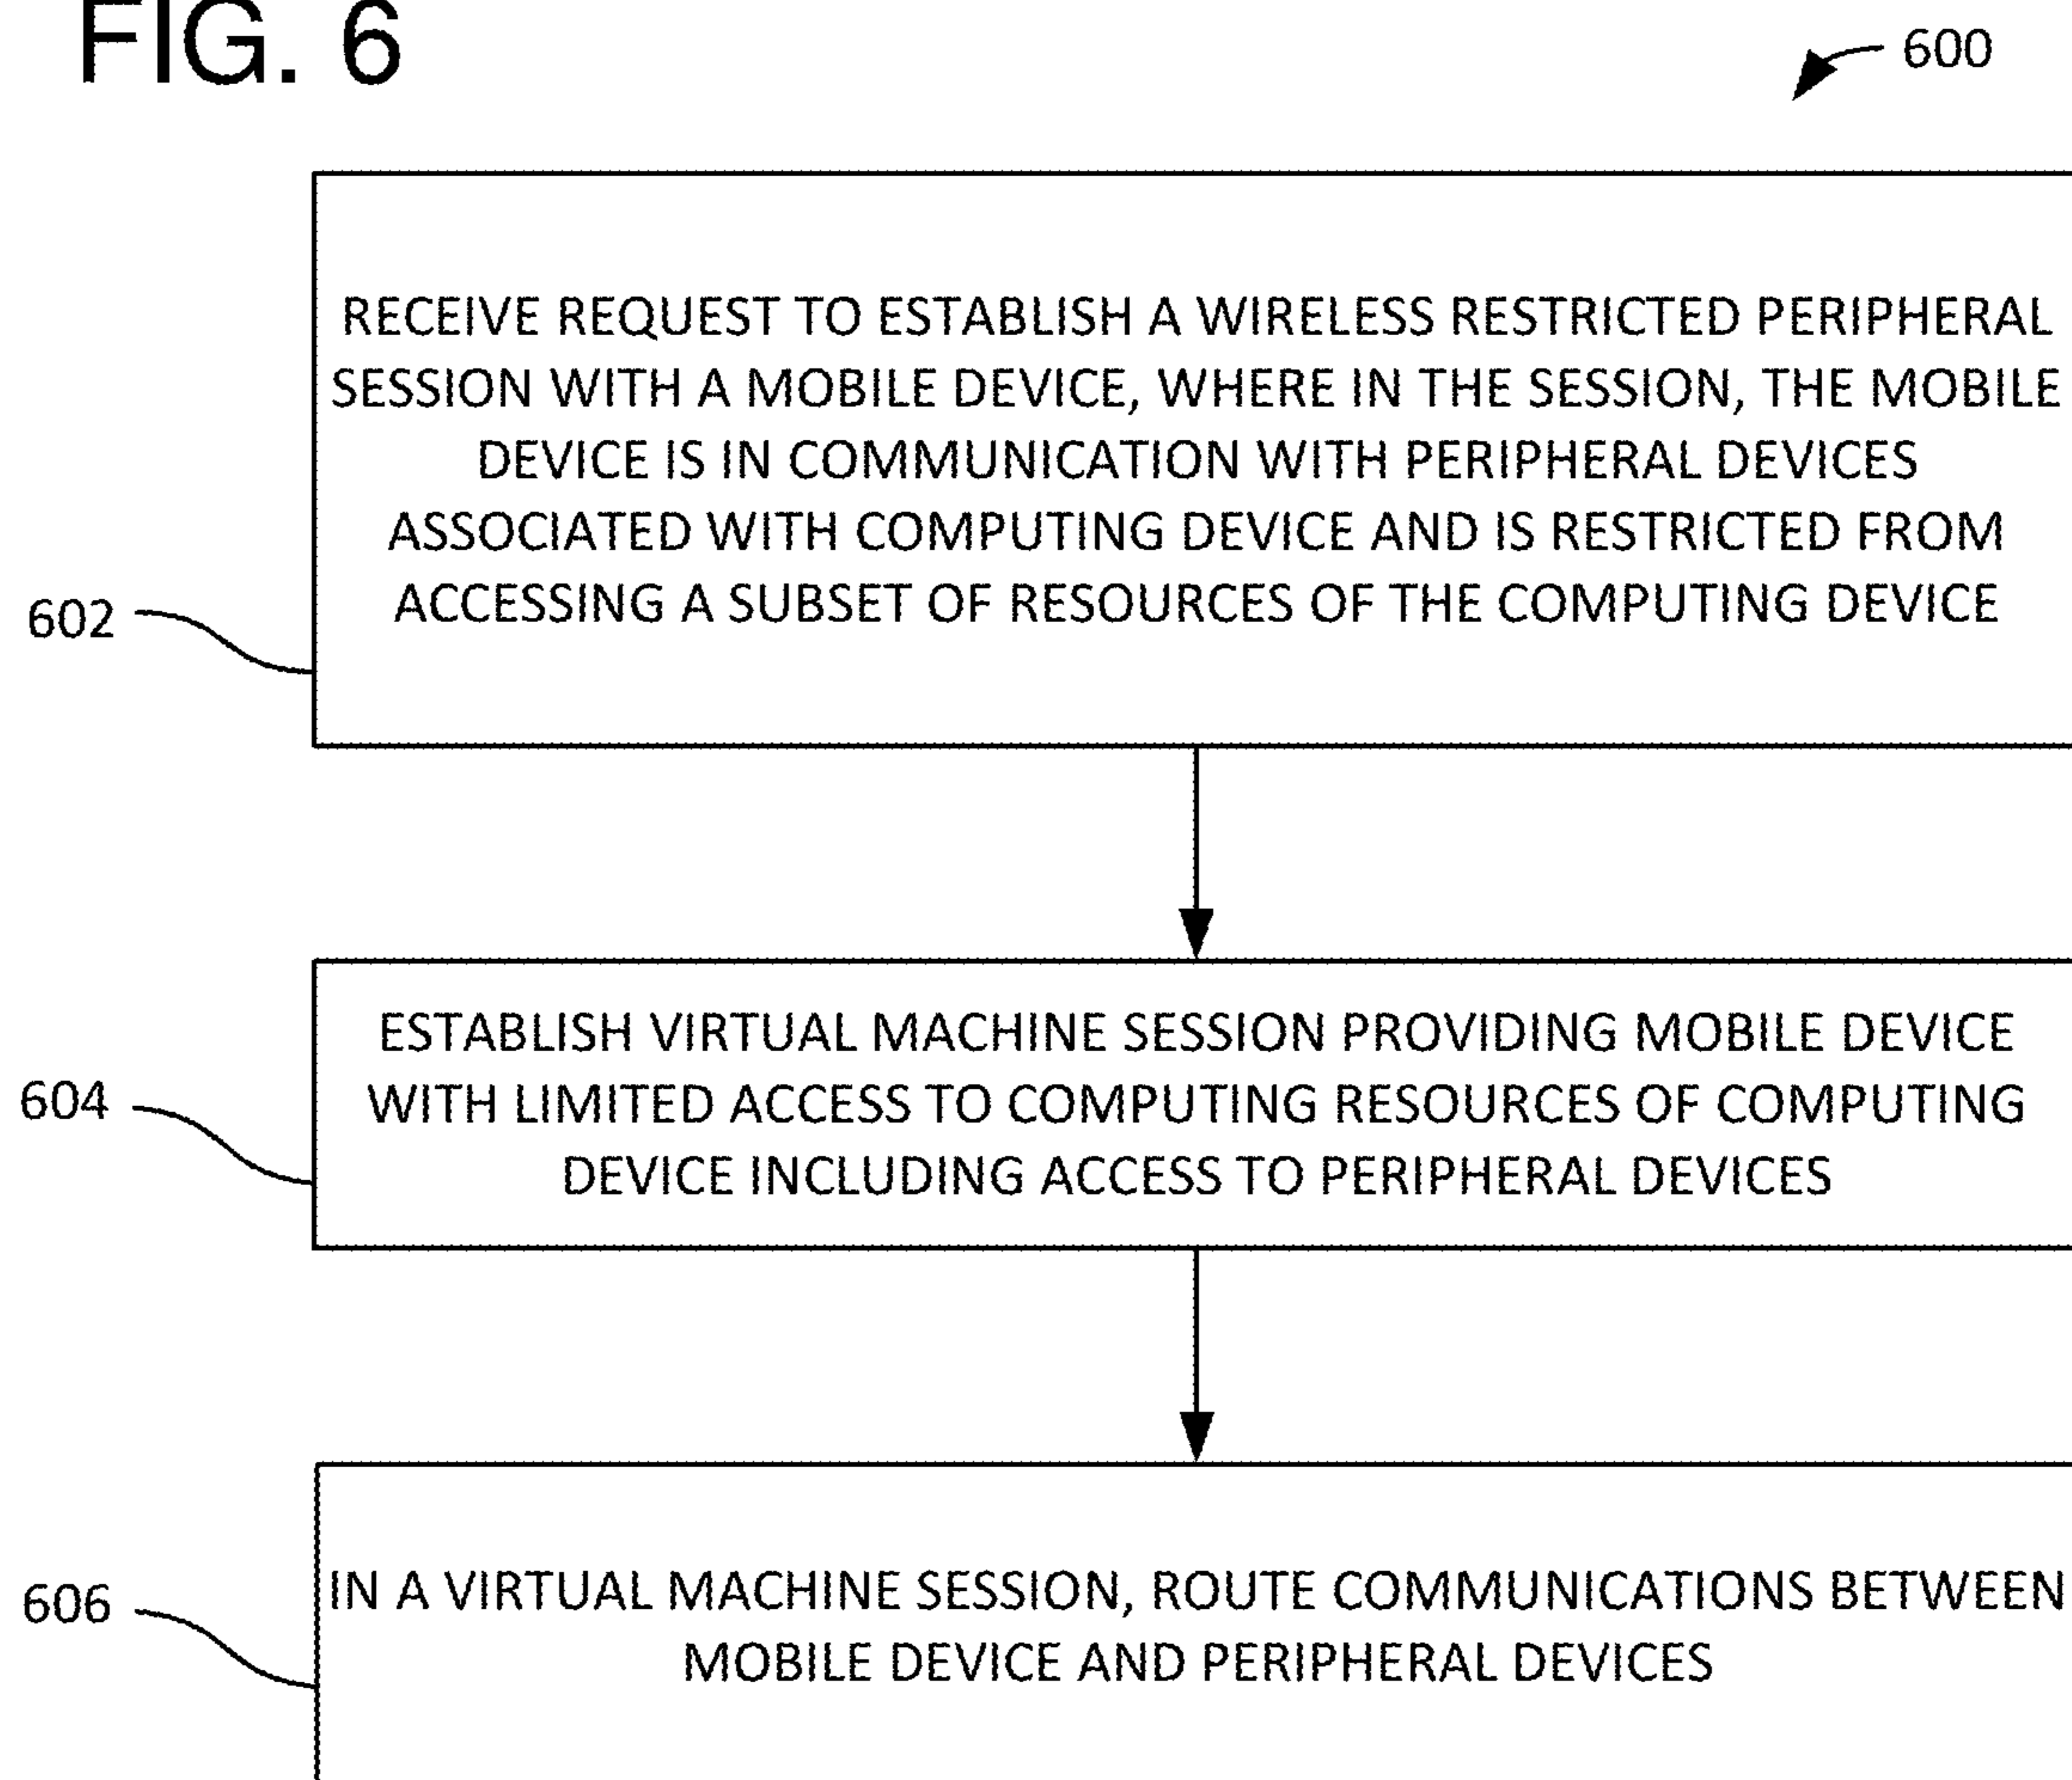 FIG. 6
600
RECEIVE REQUEST TO ESTABLISH A WIRELESS RESTRICTED PERIPHERAL
SESSION WITH A MOBILE DEVICE, WHERE IN THE SESSION, THE MOBILE
DEVICE IS IN COMMUNICATION WITH PERIPHERAL DEVICES
ASSOCIATED WITH COMPUTING DEVICE AND IS RESTRICTED FROM
ACCESSING A SUBSET OF RESOURCES OF THE COMPUTING DEVICE
602
ESTABLISH VIRTUAL MACHINE SESSION PROVIDING MOBILE DEVICE
WITH LIMITED ACCESS TO COMPUTING RESOURCES OF COMPUTING
DEVICE INCLUDING ACCESS TO PERIPHERAL DEVICES
604
IN A VIRTUAL MACHINE SESSION, ROUTE COMMUNICATIONS BETWEEN
MOBILE DEVICE AND PERIPHERAL DEVICES
606